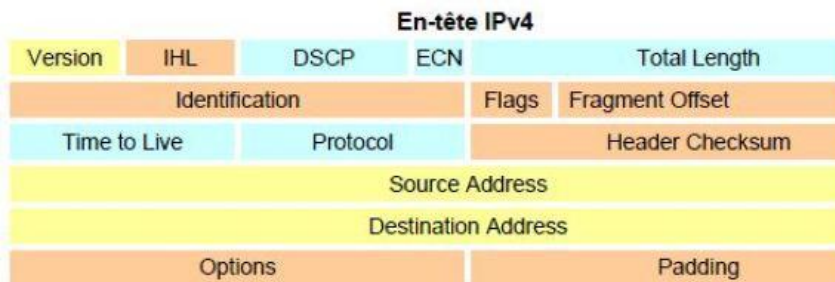 En-tête IPv4
Version IHL DSCP ECN Total Length
Identification Flags Fragment Offset
Time to Live Protocol Header Checksum
Source Address
Destination Address
Options Padding